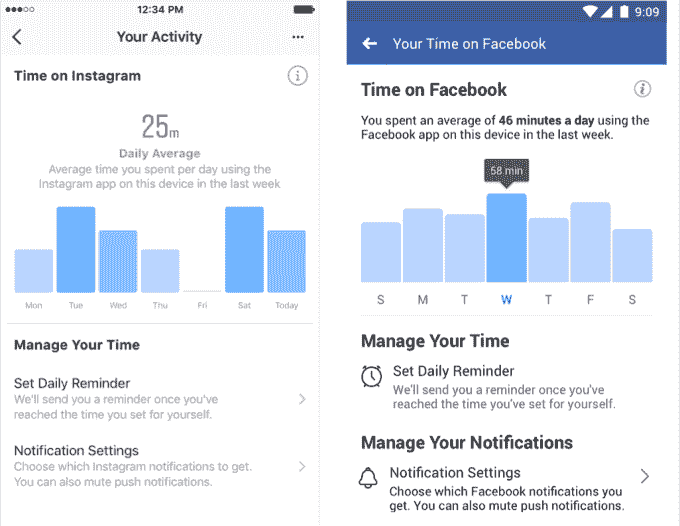 12:34 PM
Your Activity
Time on Instagram
25m
Daily Average
Average time you spent per day using the
Instagram app on this device in the last week
Mon Tue Wed Thu Fri Sat Today
Manage Your Time
Set Daily Reminder
We'll send you a reminder once you've
reached the time you set for yourself.
Notification Settings
Choose which Instagram notifications to get.
You can also mute push notifications.
9:09
Your Time on Facebook
Time on Facebook
You spent an average of 46 minutes a day using the
Facebook app on this device in the last week.
58 min
S M T W T F S
Manage Your Time
Set Daily Reminder
We'll send you a reminder once you've
reached the time you've set for yourself.
Manage Your Notifications
Notification Settings
Choose which Facebook notifications you
get. You can also mute push notifications.